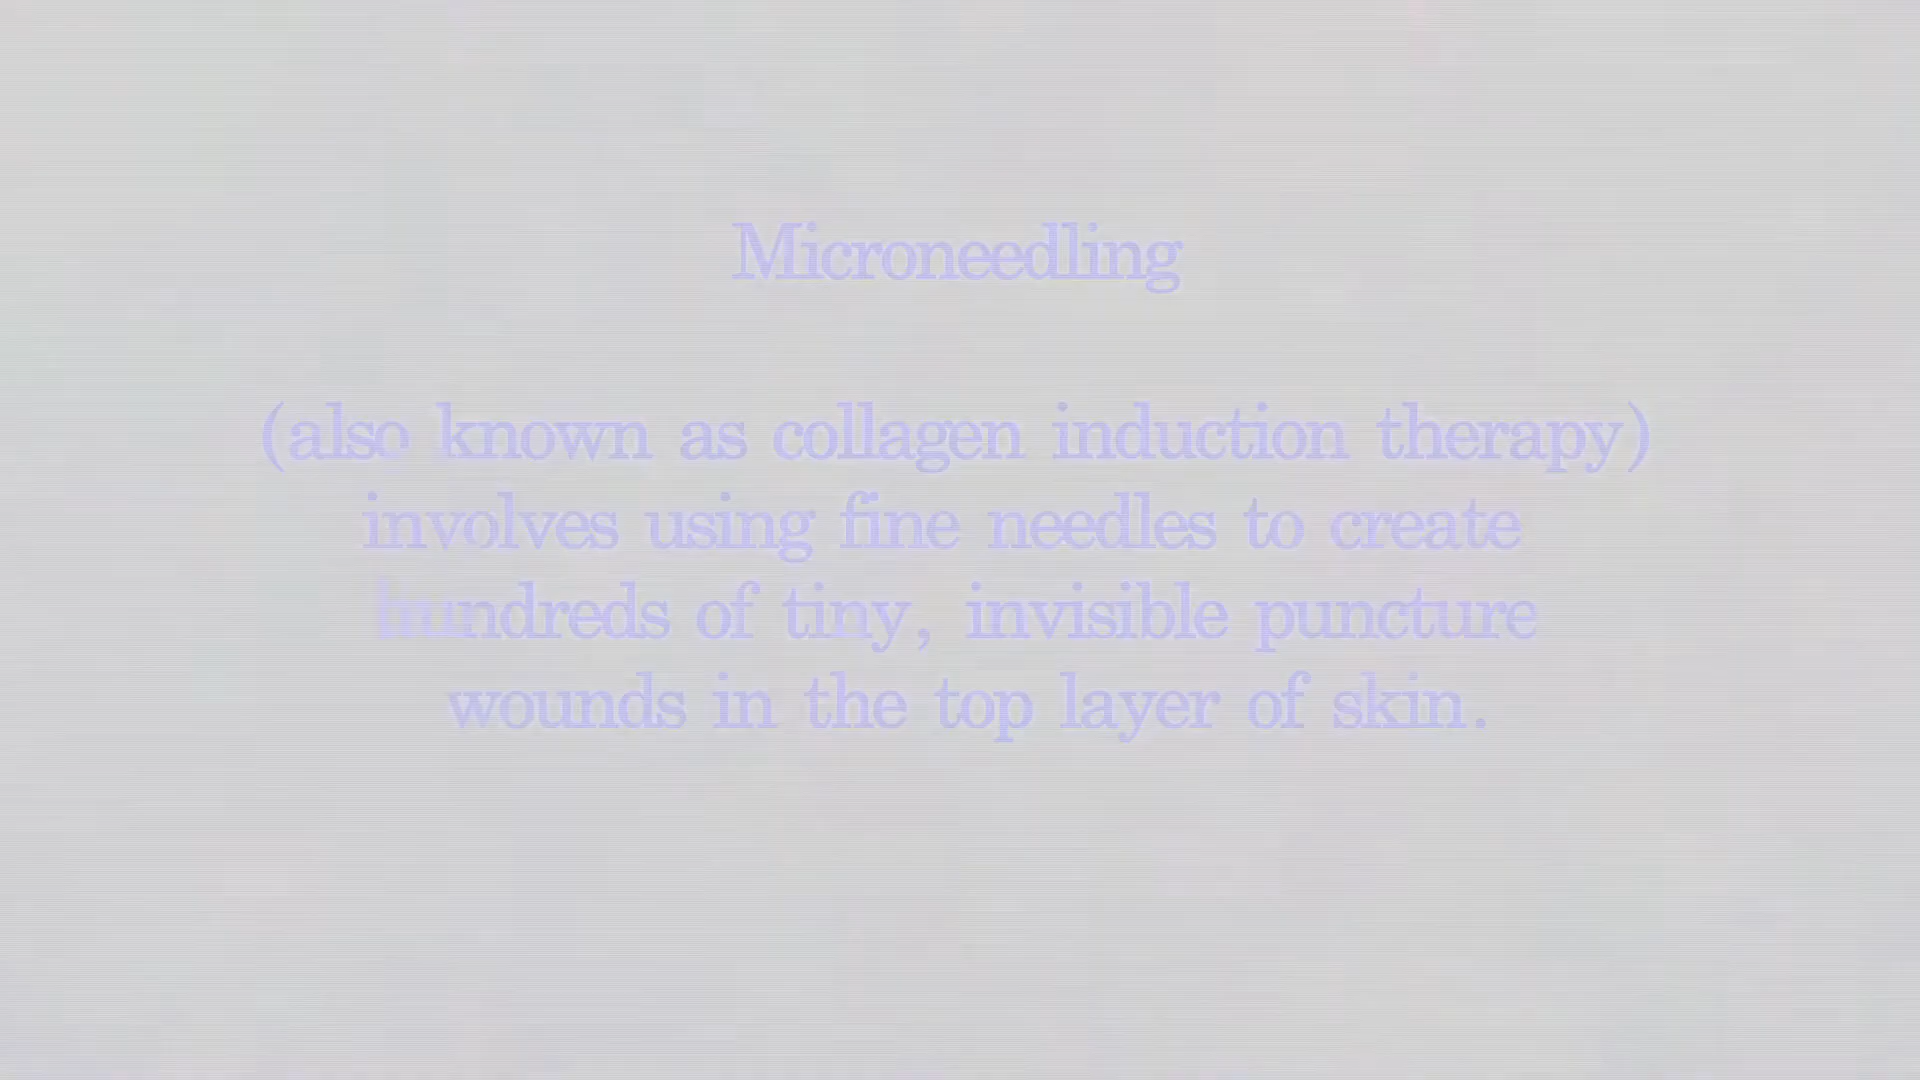 Microneedling
(also known as collagen induction therapy)
involves using fine needles to create
hundreds of tiny, invisible puncture
wounds in the top layer of skin.